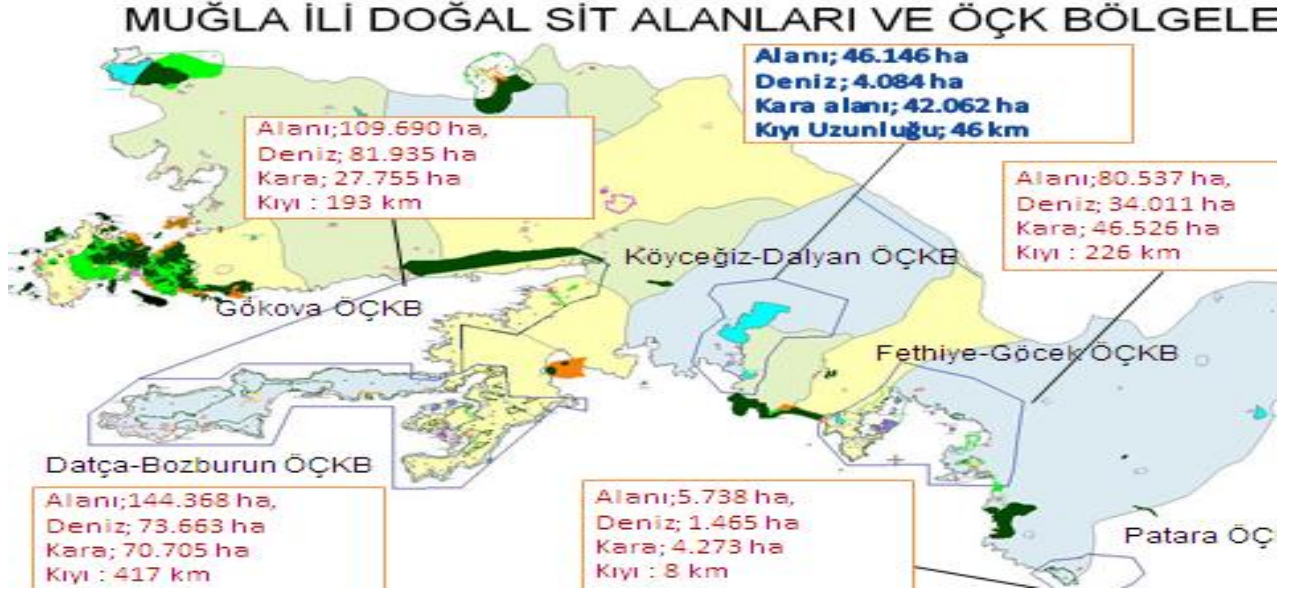 MUĞLA İLİ DOĞAL SİT ALANLARI VE ÖÇK BÖLGELE
Alanı; 46.146 ha
Deniz; 4.084 ha
Kara alanı; 42.062 ha
Kıyı Uzunluğu; 46 km
Alanı;109.690 ha,
Deniz; 81.935 ha
Kara; 27.755 ha
Kıyı : 193 km
Alanı;80.537 ha,
Deniz; 34.011 ha
Kara; 46.526 ha
Kıyı : 226 km
Köyceğiz-Dalyan ÖÇKB
Gökova ÖÇKB
Fethiye-Göcek ÖÇKB
Datça-Bozburun ÖÇKB
Alanı;144.368 ha,
Deniz; 73.663 ha
Kara; 70.705 ha
Kıyı : 417 km
Alanı;5.738 ha,
Deniz; 1.465 ha
Kara; 4.273 ha
Kıyı : 8 km
Patara ÖÇ